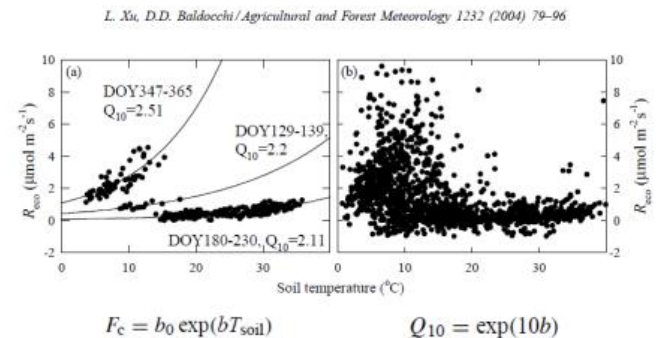 L. Xu, D.D. Baldocchi / Agricultural and Forest Meteorology 1232 (2004) 79–96
(a)
DOY347-365
Q10=2.51
DOY129-139,
Q10=2.2
DOY180-230, Q10=2.11
(b)
Reco (μmol m-2 s-1)
10
8
6
4
2
0
-2
0 10 20 30
0 10 20 30
10
8
6
4
2
0
-2
Reco (μmol m-2 s-1)
Soil temperature (oC)
Fc = b0 exp(bTsoil)
Q10 = exp(10b)